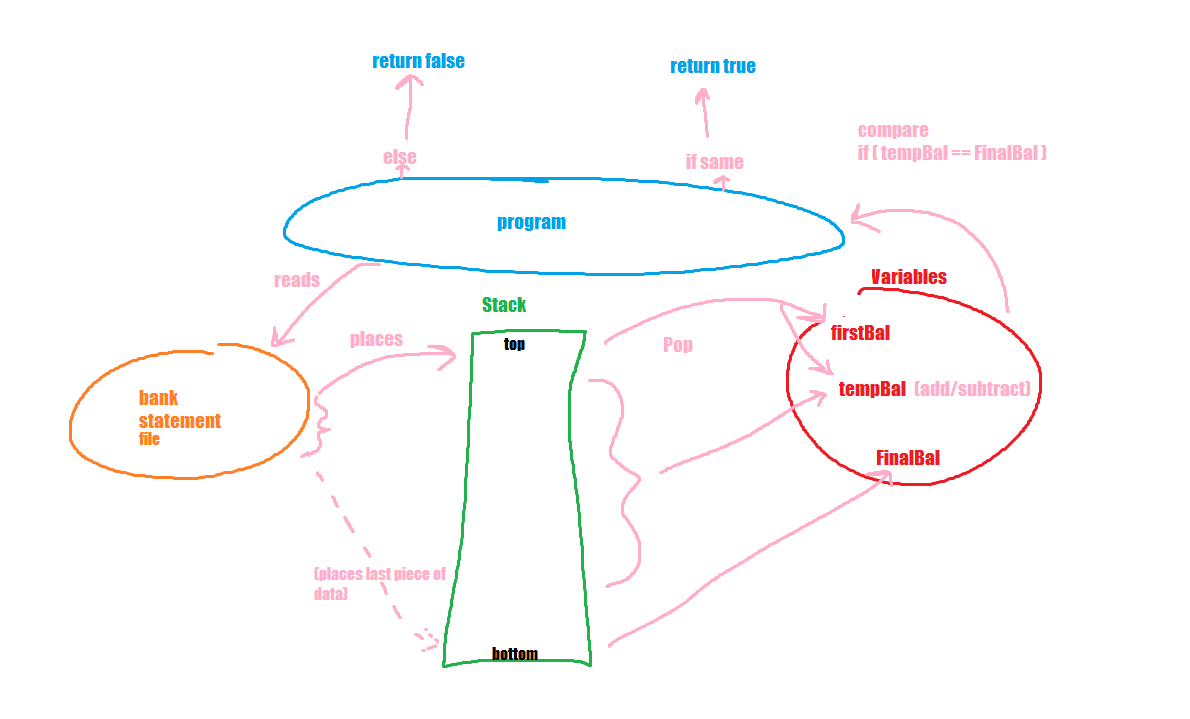 return false
return true
compare
if ( tempBal == FinalBal )
else
if same
program
reads
Variables
Stack
places
top
Pop
firstBal
bank
statement
file
tempBal (add/subtract)
FinalBal
(places last piece of
data)
bottom